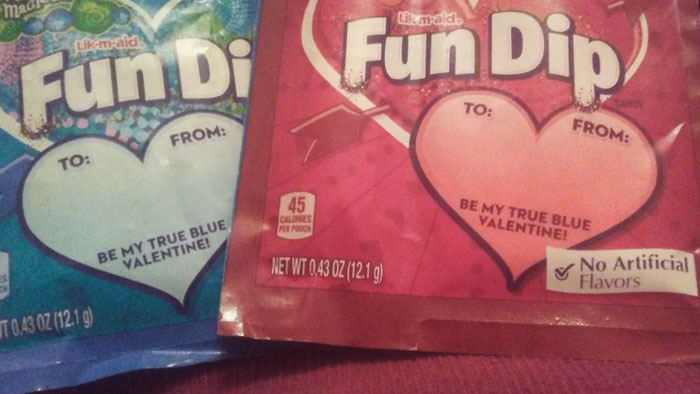 Lik-m-aid
Fun Di
TO:
FROM:
BE MY TRUE BLUE
VALENTINE!
T 0.43 OZ (12.1 g)
Lik-m-aid
Fun Dip
CANDY
TO:
FROM:
BE MY TRUE BLUE
VALENTINE!
45
CALORIES
PER POUCH
NET WT 0.43 OZ (12.1 g)
No Artificial
Flavors